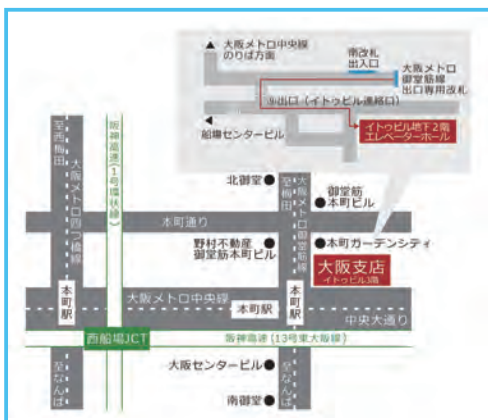 大阪メトロ中央線
のりば方面
南改札
出入口
大阪メトロ
御堂筋線
出口専用改札
⑨出口（イトゥビル連絡口）
船場センタービル
イトゥビル地下2階
エレベーターホール
至西梅田
大阪メトロ四つ橋線
本町駅
至なんば
阪神高速(1号環状線)
北御堂
至梅田
大阪メトロ御堂筋線
本町駅
至なんば
御堂筋
本町ビル
本町通り
野村不動産
御堂筋本町ビル
本町ガーデンシティ
大阪支店
イトゥビル3階
大阪メトロ中央線
本町駅
中央大通り
西船場JCT
阪神高速(13号東大阪線)
大阪センタービル
南御堂